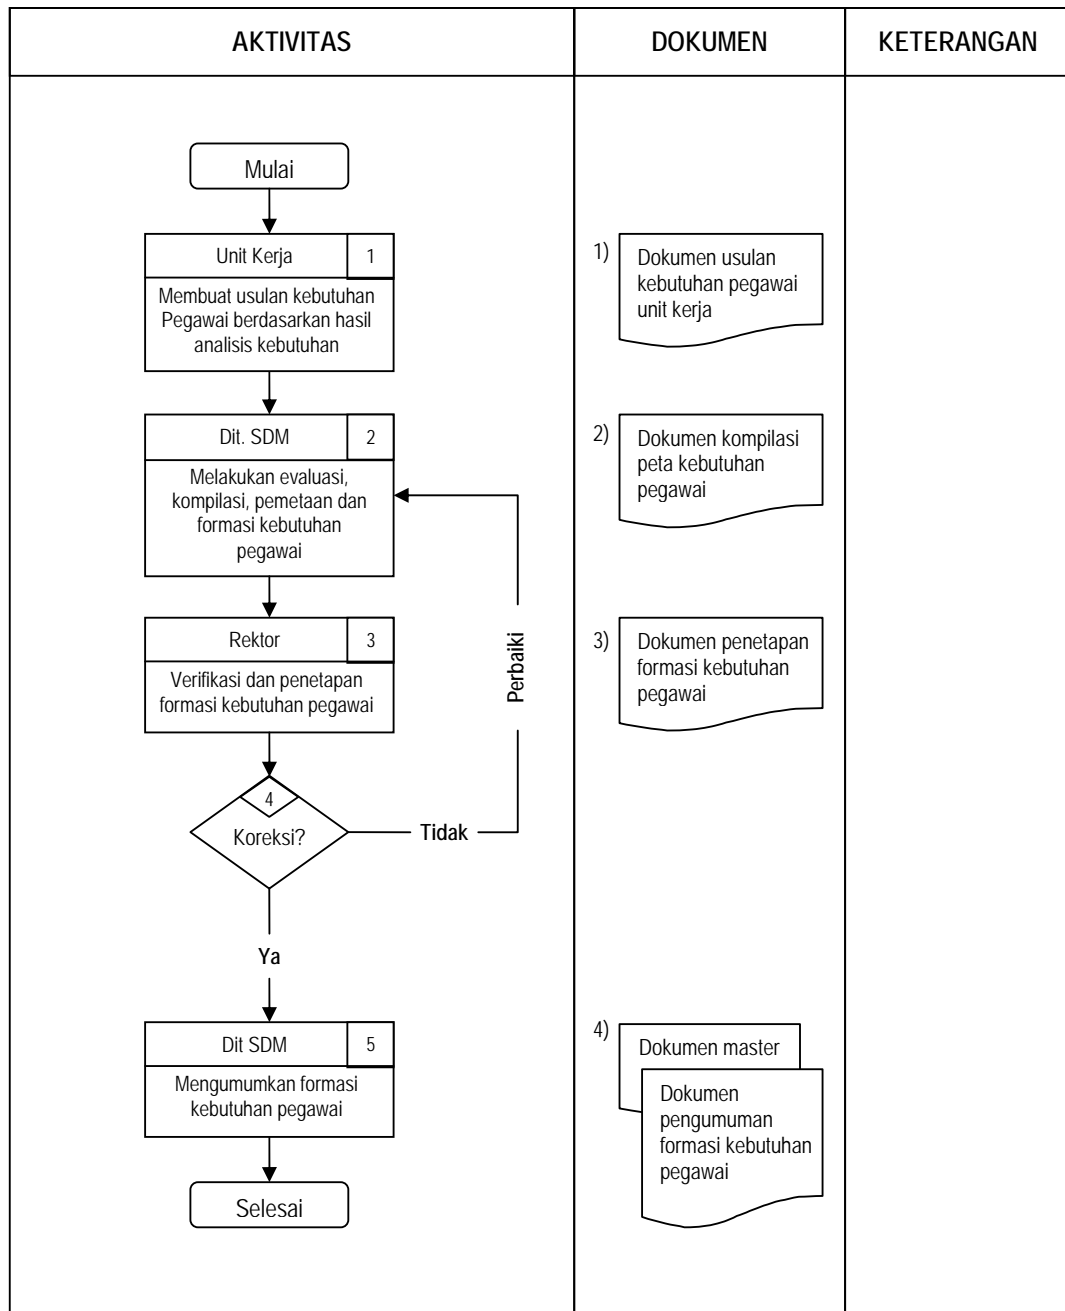 AKTIVITAS
DOKUMEN
KETERANGAN
Mulai
Unit Kerja
1
Membuat usulan kebutuhan
Pegawai berdasarkan hasil
analisis kebutuhan
1)
Dokumen usulan
kebutuhan pegawai
unit kerja
Dit. SDM
2
Melakukan evaluasi,
kompilasi, pemetaan dan
formasi kebutuhan
pegawai
2)
Dokumen kompilasi
peta kebutuhan
pegawai
Rektor
3
Verifikasi dan penetapan
formasi kebutuhan pegawai
Perbaiki
3)
Dokumen penetapan
formasi kebutuhan
pegawai
4
Koreksi?
Tidak
Ya
Dit SDM
5
Mengumumkan formasi
kebutuhan pegawai
4)
Dokumen master
Dokumen
pengumuman
formasi kebutuhan
pegawai
Selesai